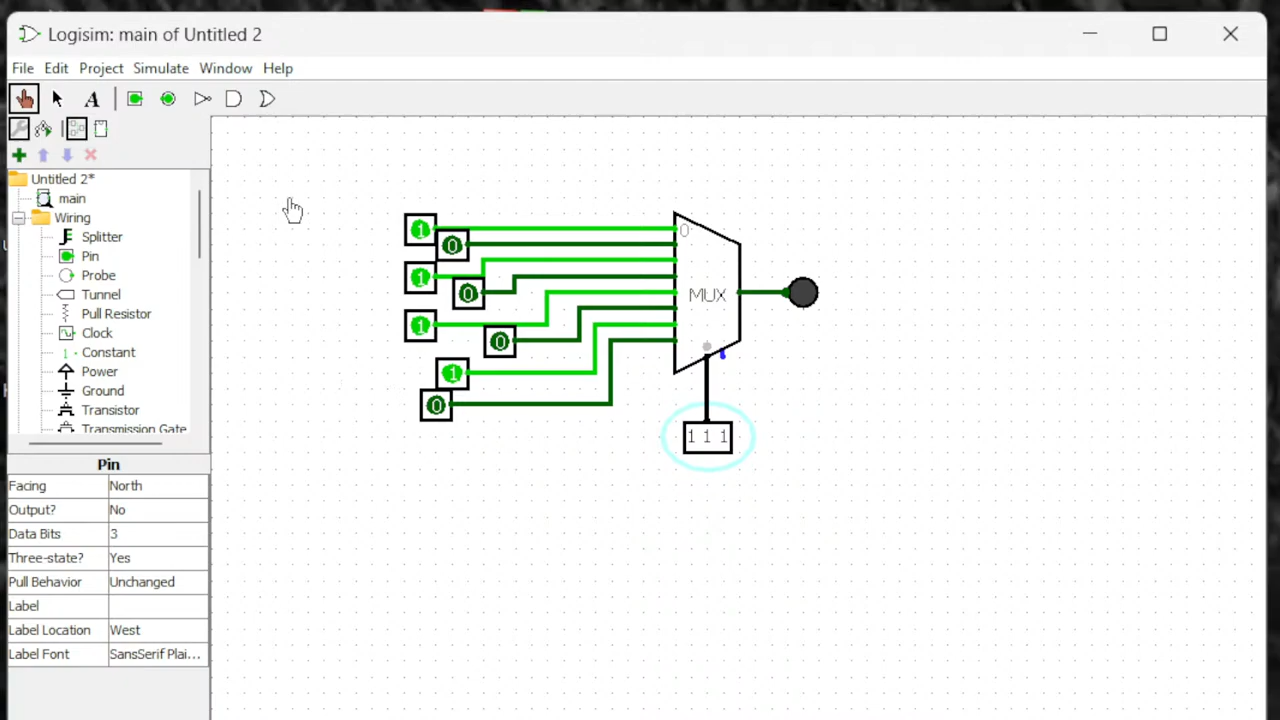 Logisim: main of Untitled 2
File Edit Project Simulate Window Help
A
Untitled 2*
main
Wiring
Splitter
Pin
Probe
Tunnel
Pull Resistor
Clock
1 Constant
Power
Ground
Transistor
Transmission Gate
Pin
Facing North
Output? No
Data Bits 3
Three-state? Yes
Pull Behavior Unchanged
Label
Label Location West
Label Font SansSerif Plai...
1
0
1
0
1
0
1
0
0
MUX
1 1 1